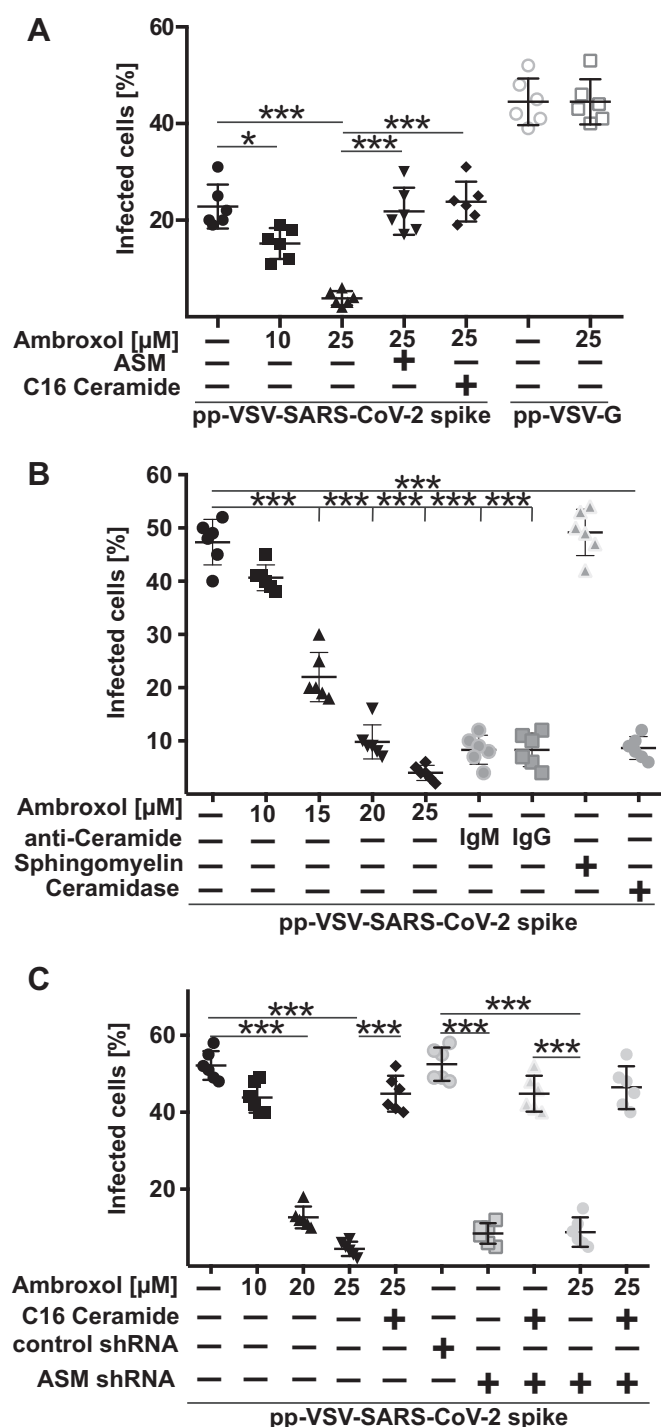 A
Infected cells [%]
60
40
20
*** ***
* ***
Ambroxol [µM] — 10 25 25 25 — 25
ASM — — — + — — —
C16 Ceramide — — — — + — —
pp-VSV-SARS-CoV-2 spike pp-VSV-G
B
Infected cells [%]
60
50
40
30
20
10
***
*** *** *** *** ***
Ambroxol [µM] — 10 15 20 25 — — — —
anti-Ceramide — — — — — IgM IgG — —
Sphingomyelin — — — — — — — + —
Ceramidase — — — — — — — — +
pp-VSV-SARS-CoV-2 spike
C
Infected cells [%]
60
40
20
*** ***
*** *** *** ***
Ambroxol [µM] — 10 20 25 25 — — — 25 25
C16 Ceramide — — — — + — — + — +
control shRNA — — — — — + — — — —
ASM shRNA — — — — — — + + + +
pp-VSV-SARS-CoV-2 spike